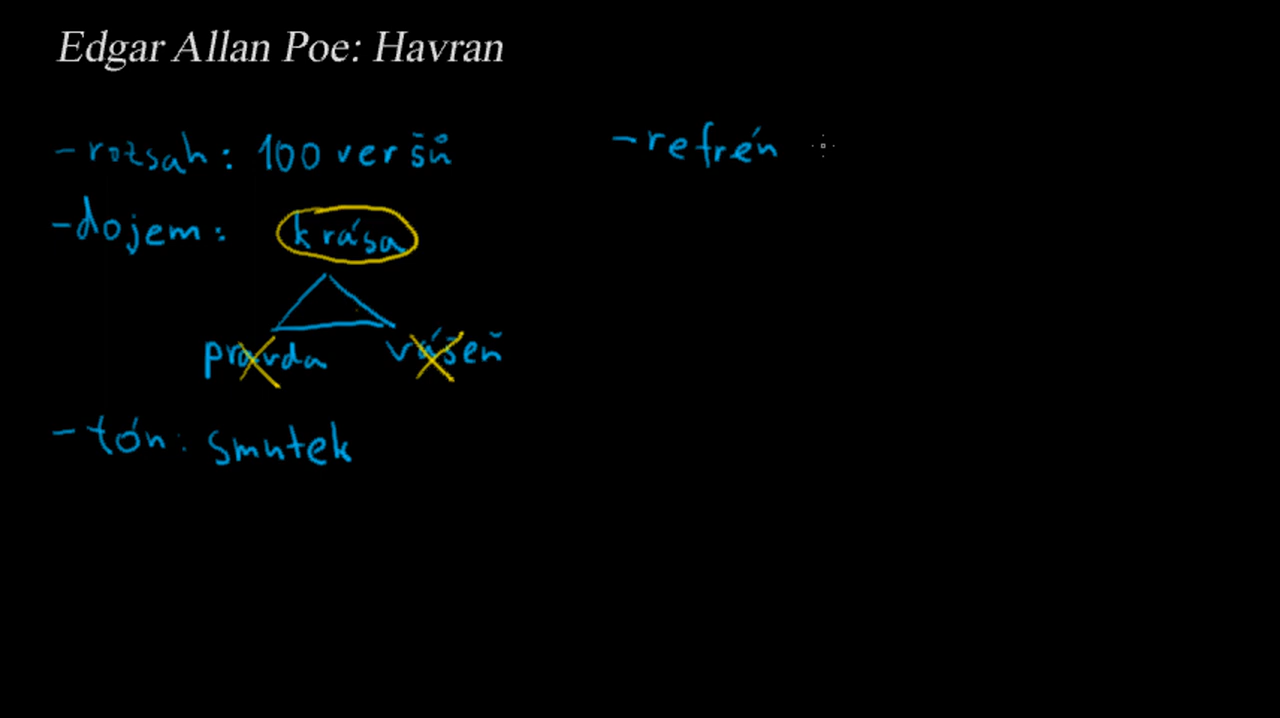 Edgar Allan Poe: Havran
- rozsah: 100 veršů
- dojem: krása
pravda vášeň
- tón: smutek
- refrén